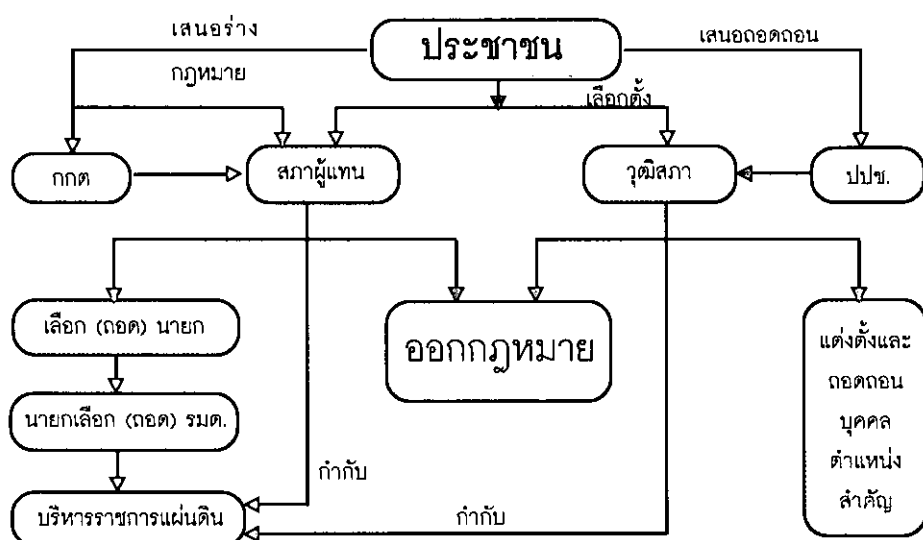 เสนอร่าง
ประชาชน
เสนอถอดถอน
กฎหมาย
เลือกตั้ง
กกต
สภาผู้แทน
วุฒิสภา
ปปช.
เลือก (ถอด) นายก
ออกกฎหมาย
แต่งตั้งและ
ถอดถอน
บุคคล
ตำแหน่ง
สำคัญ
นายกเลือก (ถอด) รมต.
กำกับ
บริหารราชการแผ่นดิน
กำกับ